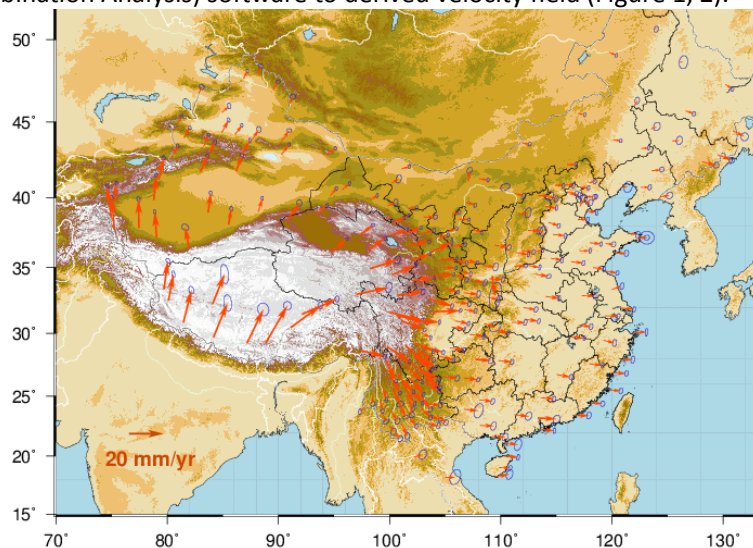 bination Analysis) software to derived velocity field (Figure 1, 2).
50°
45°
40°
35°
30°
25°
20°
15°
20 mm/yr
70° 80° 90° 100° 110° 120° 130°